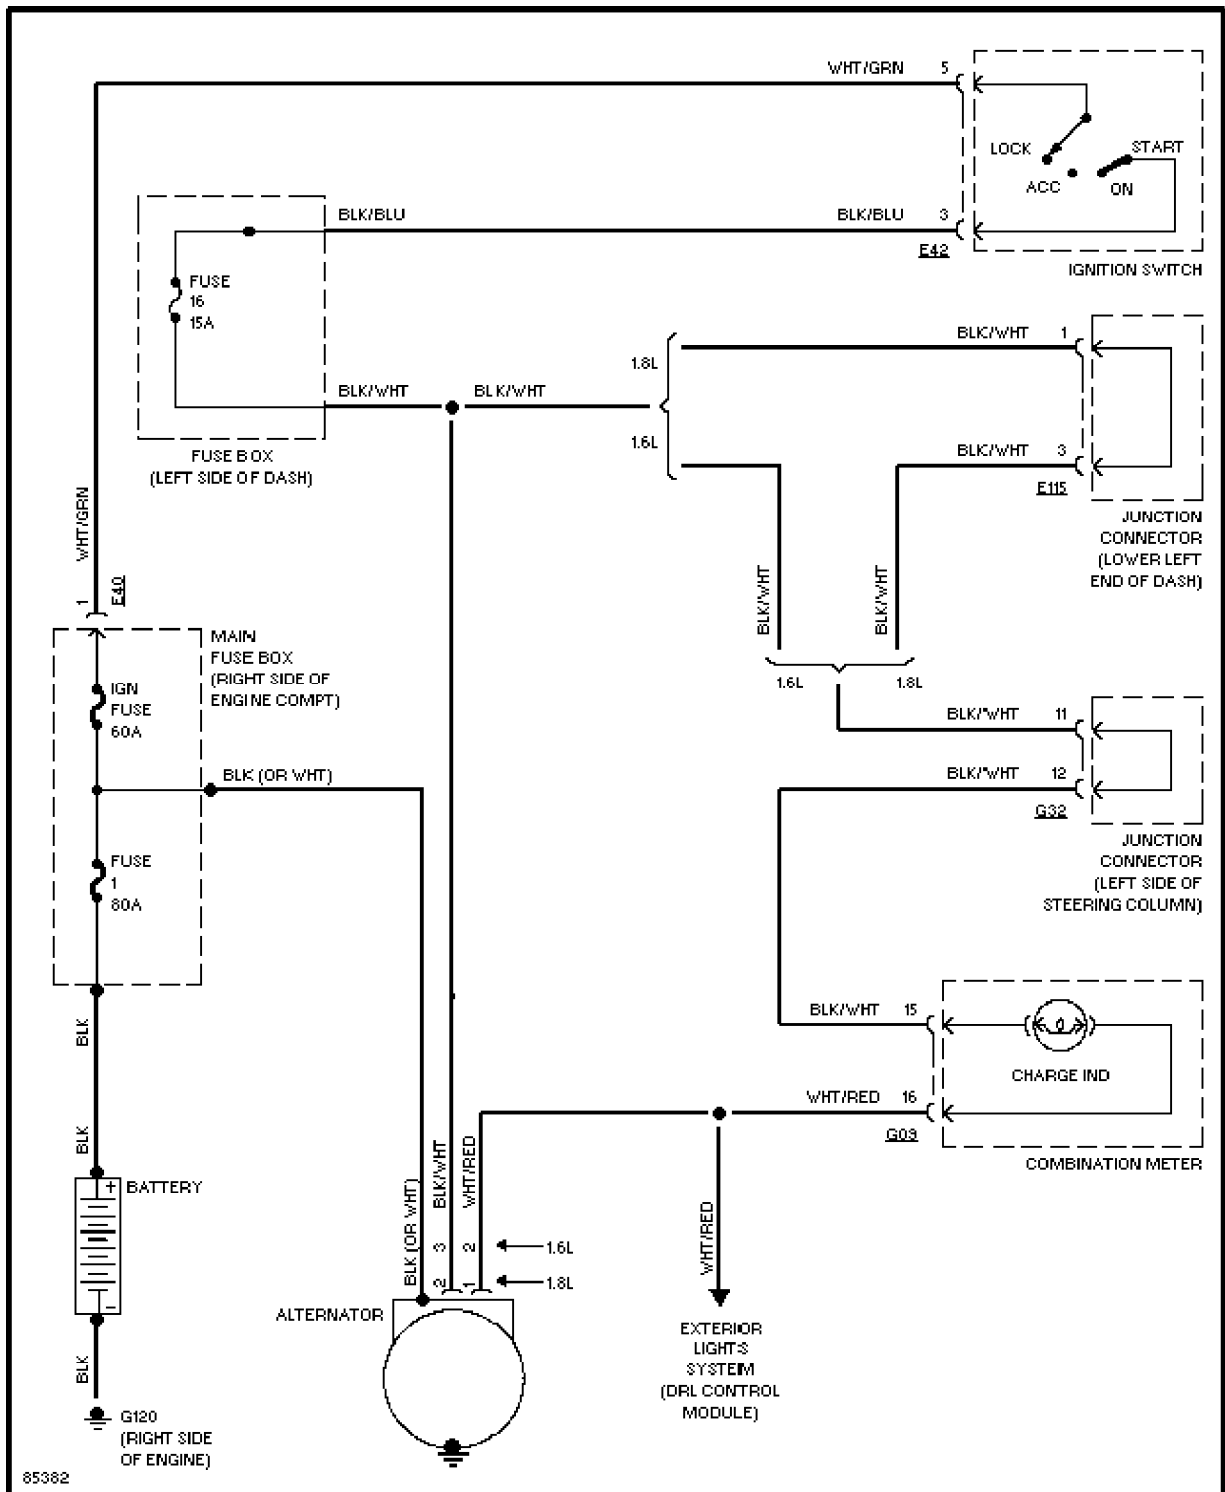 WHT/GRN 5
LOCK
START
ACC
ON
BLK/BLU
BLK/BLU 3
E42
IGNITION SWITCH
FUSE
16
15A
BLK/WHT 1
1.8L
BLK/WHT
BLK/WHT
1.6L
BLK/WHT 3
FUSE BOX
(LEFT SIDE OF DASH)
E115
JUNCTION
CONNECTOR
(LOWER LEFT
END OF DASH)
WHT/GRN
1
E40
BLK/WHT
BLK/WHT
MAIN
FUSE BOX
(RIGHT SIDE OF
ENGINE COMPT)
1.6L
1.8L
IGN
FUSE
60A
BLK/WHT 11
BLK (OR WHT)
BLK/WHT 12
G32
JUNCTION
CONNECTOR
(LEFT SIDE OF
STEERING COLUMN)
FUSE
1
80A
BLK
BLK/WHT 15
CHARGE IND
WHT/RED 16
G09
COMBINATION METER
BLK
BATTERY
+
-
BLK (OR WHT)
BLK/WHT
WHT/RED
3
2
1.6L
2
1
1.8L
WHT/RED
ALTERNATOR
EXTERIOR
LIGHTS
SYSTEM
(DRL CONTROL
MODULE)
BLK
G120
(RIGHT SIDE
OF ENGINE)
85382